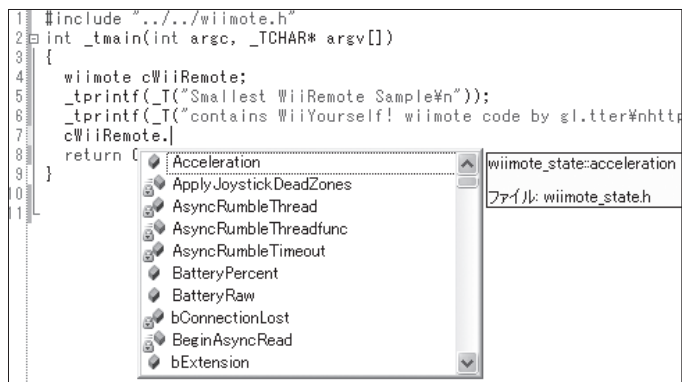 1 #include "../../wiimote.h"
2 int _tmain(int argc, _TCHAR* argv[])
3 {
4 wiimote cWiiRemote;
5 _tprintf(_T("Smallest WiiRemote Sample¥n"));
6 _tprintf(_T("contains WiiYourself! wiimote code by gl.tter¥nhttp
7 cWiiRemote.
8 return 0
9 }
10
11
Acceleration
ApplyJoystickDeadZones
AsyncRumbleThread
AsyncRumbleThreadfunc
AsyncRumbleTimeout
BatteryPercent
BatteryRaw
bConnectionLost
BeginAsyncRead
bExtension
wiimote_state::acceleration
ファイル: wiimote_state.h